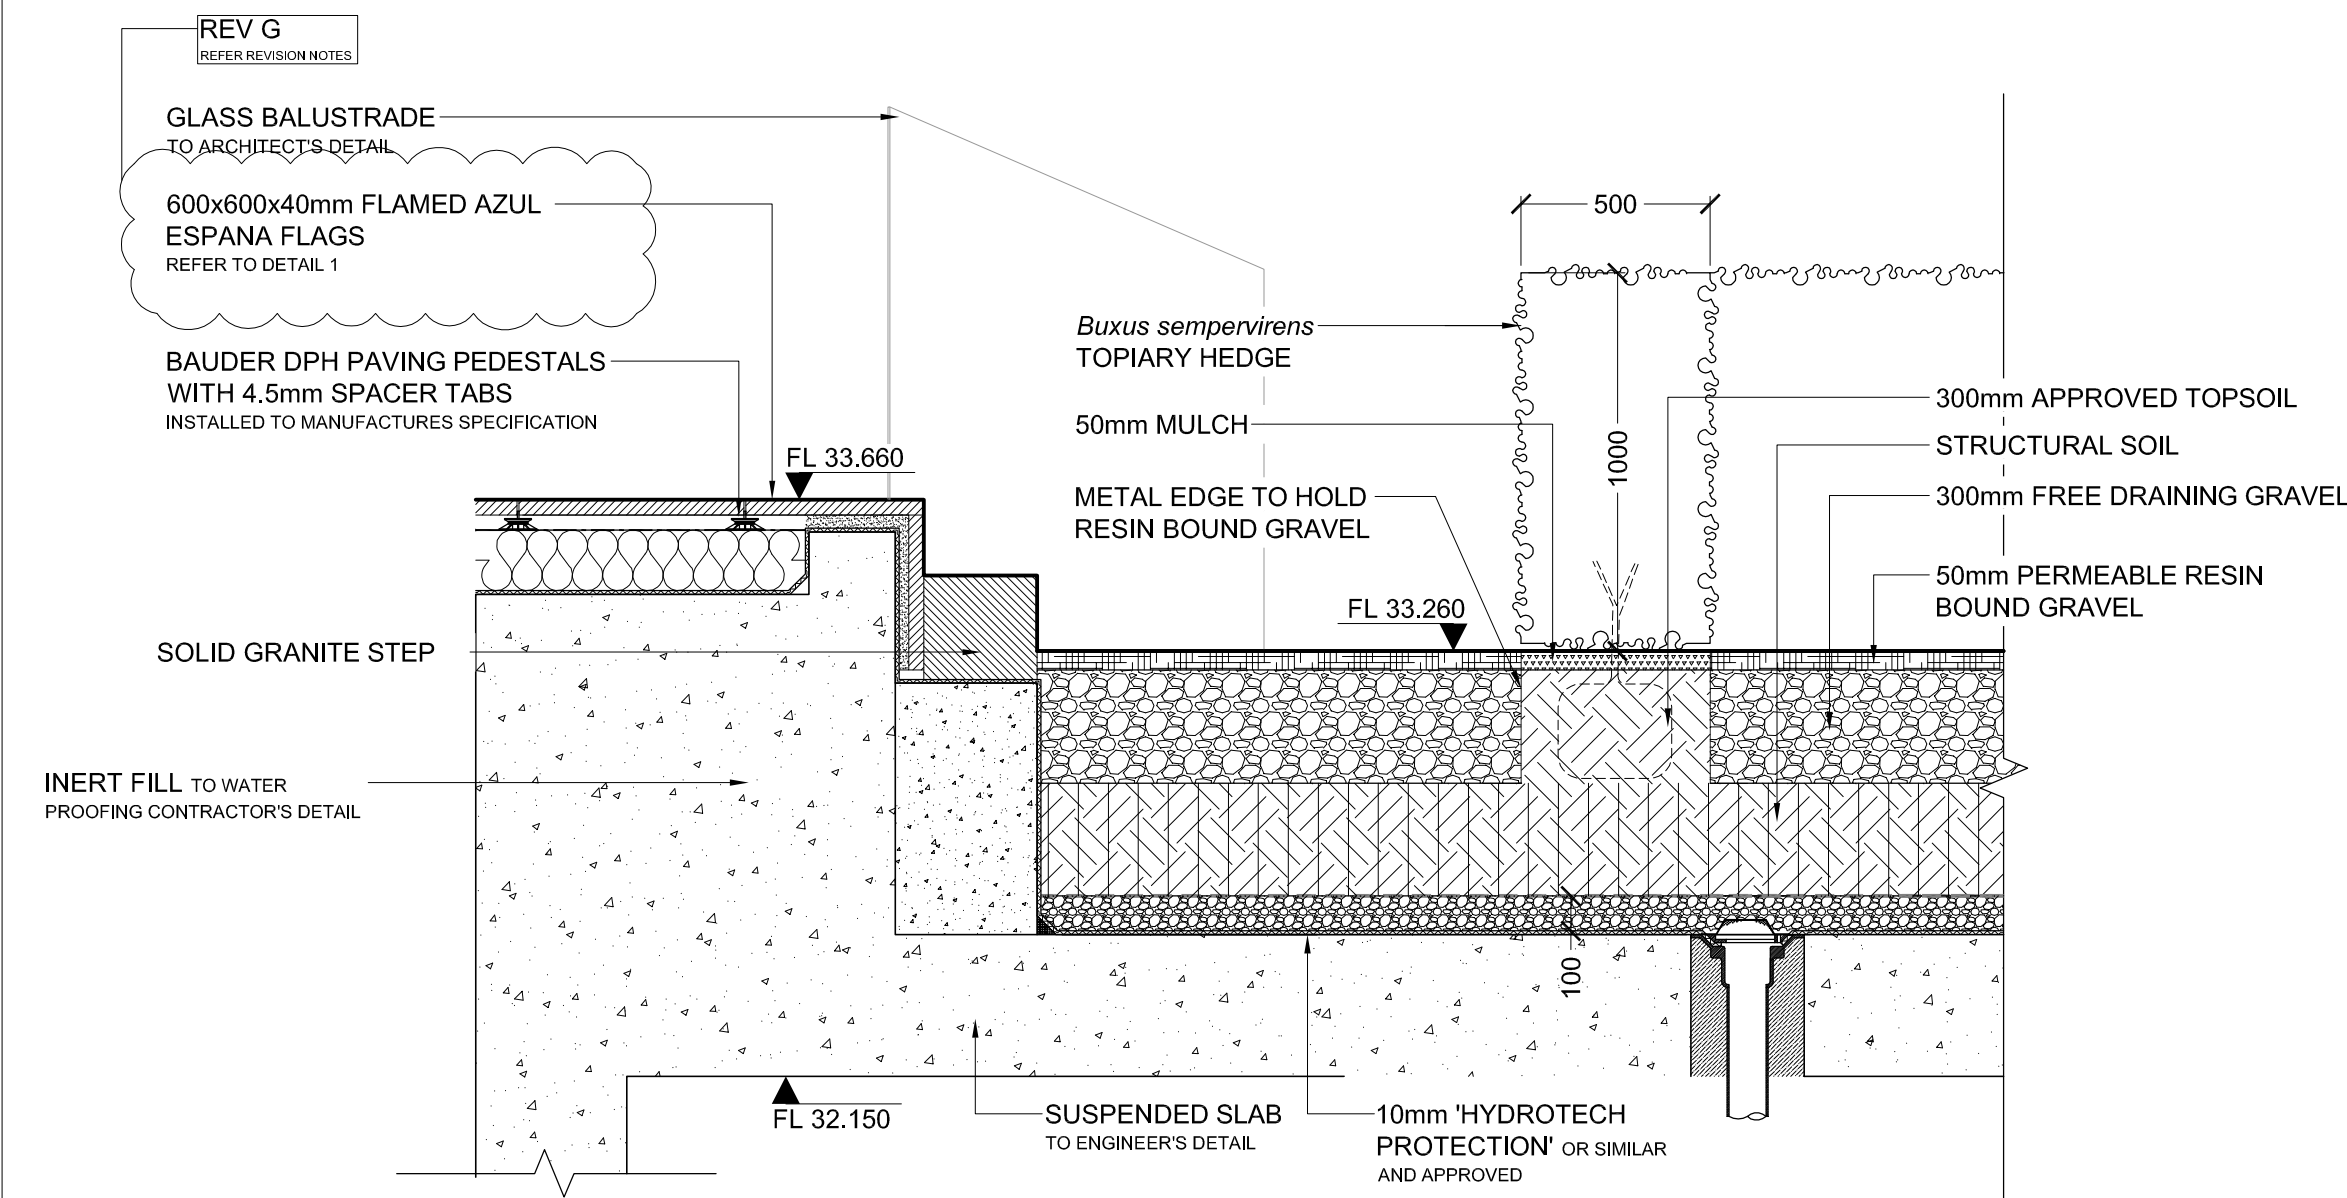 REV G
REFER REVISION NOTES
GLASS BALUSTRADE
TO ARCHITECT'S DETAIL
600x600x40mm FLAMED AZUL
ESPANA FLAGS
REFER TO DETAIL 1
BAUDER DPH PAVING PEDESTALS
WITH 4.5mm SPACER TABS
INSTALLED TO MANUFACTURES SPECIFICATION
FL 33.660
SOLID GRANITE STEP
INERT FILL TO WATER
PROOFING CONTRACTOR'S DETAIL
FL 32.150
SUSPENDED SLAB
TO ENGINEER'S DETAIL
10mm 'HYDROTECH
PROTECTION' OR SIMILAR
AND APPROVED
100
500
1000
Buxus sempervirens
TOPIARY HEDGE
50mm MULCH
METAL EDGE TO HOLD
RESIN BOUND GRAVEL
FL 33.260
300mm APPROVED TOPSOIL
STRUCTURAL SOIL
300mm FREE DRAINING GRAVEL
50mm PERMEABLE RESIN
BOUND GRAVEL